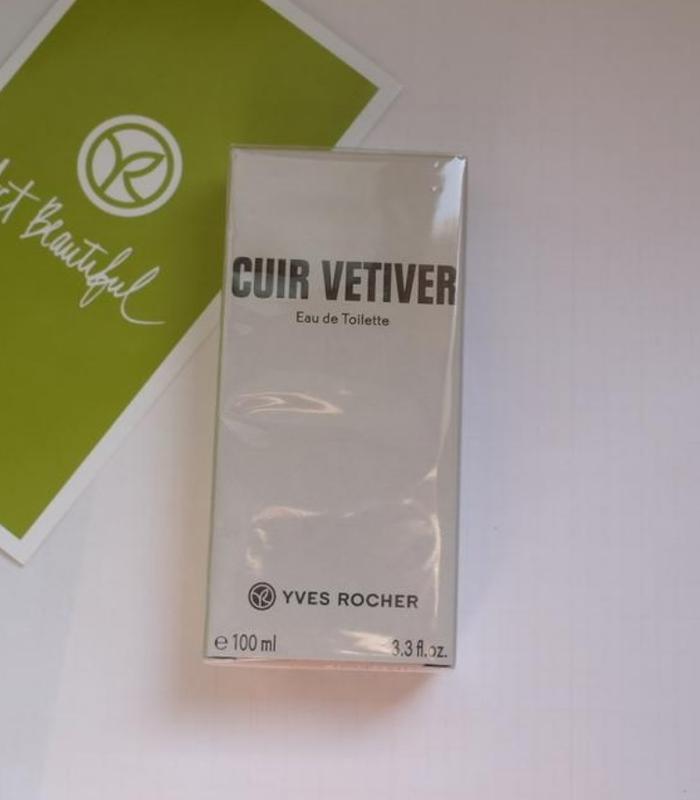 Beautiful
CUIR VETIVER
Eau de Toilette
YVES ROCHER
℮ 100 ml
3.3 fl.oz.